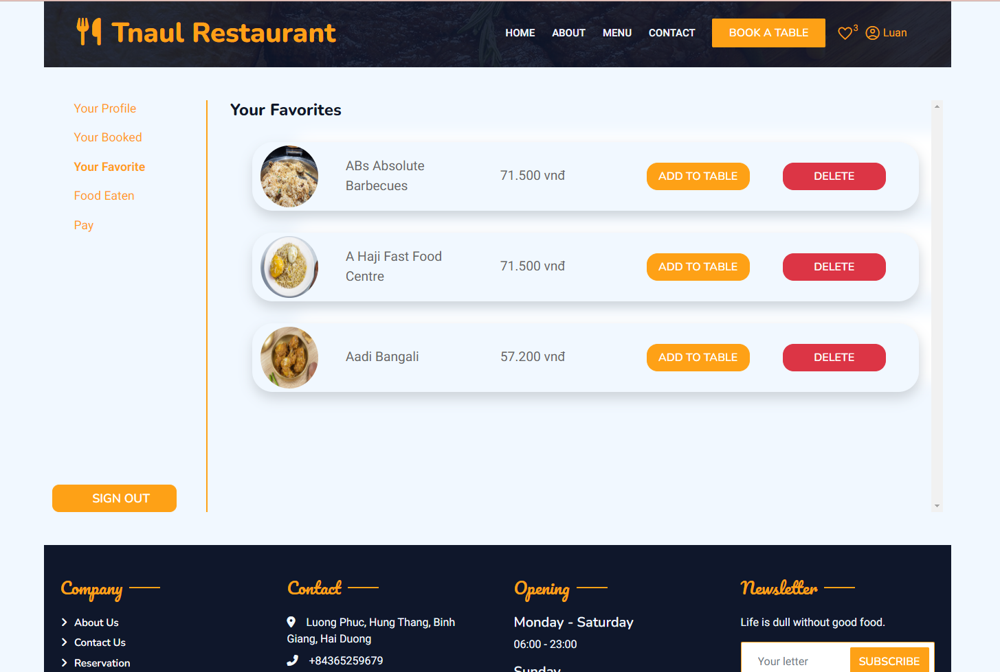 Tnaul Restaurant
HOME ABOUT MENU CONTACT BOOK A TABLE 3 Luan
Your Profile
Your Booked
Your Favorite
Food Eaten
Pay
SIGN OUT
Your Favorites
ABs Absolute
Barbecues
71.500 vnđ
ADD TO TABLE
DELETE
A Haji Fast Food
Centre
71.500 vnđ
ADD TO TABLE
DELETE
Aadi Bangali
57.200 vnđ
ADD TO TABLE
DELETE
Company
About Us
Contact Us
Reservation
Contact
Luong Phuc, Hung Thang, Binh
Giang, Hai Duong
+84365259679
Opening
Monday - Saturday
06:00 - 23:00
Sunday
Newsletter
Life is dull without good food.
Your letter
SUBSCRIBE